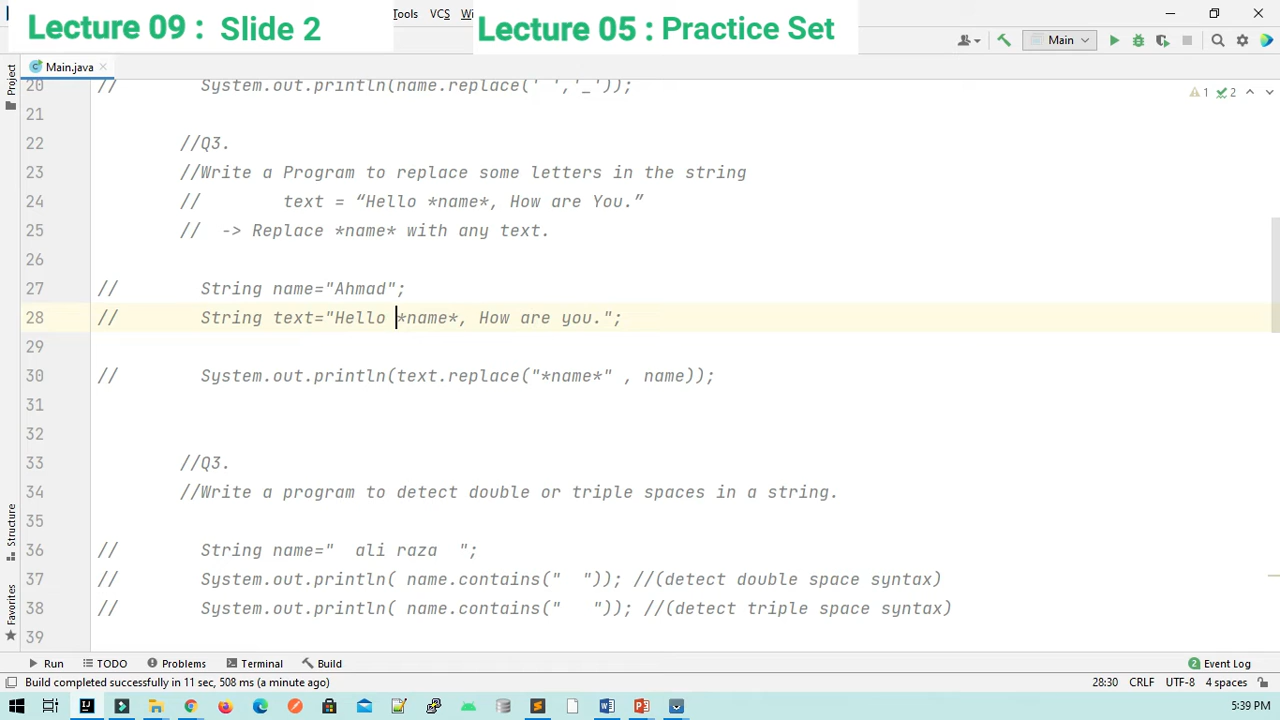 Lecture 09 : Slide 2
Lecture 05 : Practice Set
Tools VCS
Main
Project
Main.java
20 // System.out.println(name.replace(' ','_'));
1 2
21
22 //Q3.
23 //Write a Program to replace some letters in the string
24 // text = “Hello *name*, How are You.”
25 // -> Replace *name* with any text.
26
27 // String name="Ahmad";
28 // String text="Hello *name*, How are you.";
29
30 // System.out.println(text.replace("*name*" , name));
31
32
33 //Q3.
34 //Write a program to detect double or triple spaces in a string.
35
36 // String name="  ali raza  ";
37 // System.out.println( name.contains("  ")); //(detect double space syntax)
38 // System.out.println( name.contains("   ")); //(detect triple space syntax)
39
Structure
Favorites
Run TODO Problems Terminal Build Event Log
Build completed successfully in 11 sec, 508 ms (a minute ago) 28:30 CRLF UTF-8 4 spaces
5:39 PM